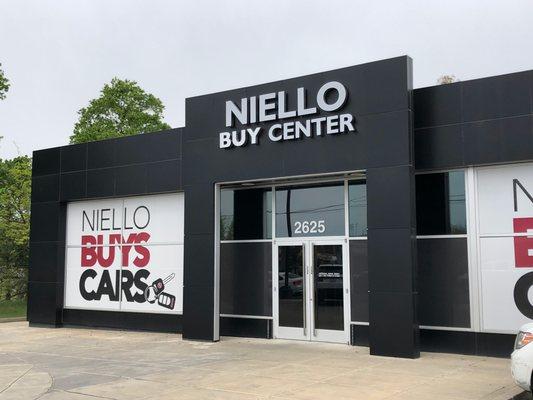 NIELLO
BUY CENTER
2625
NIELLO
BUYS
CARS
N
B
C